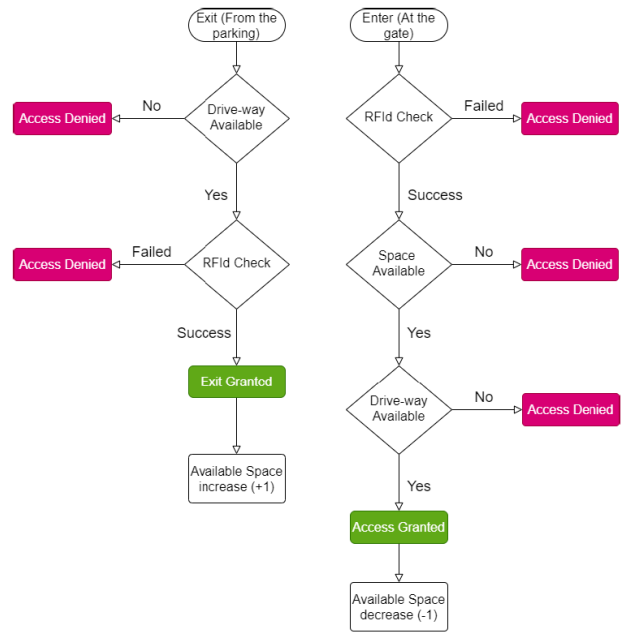 Exit (From the
parking)
Drive-way
Available
No
Access Denied
Yes
RFId Check
Failed
Access Denied
Success
Exit Granted
Available Space
increase (+1)
Enter (At the
gate)
RFId Check
Failed
Access Denied
Success
Space
Available
No
Access Denied
Yes
Drive-way
Available
No
Access Denied
Yes
Access Granted
Available Space
decrease (-1)